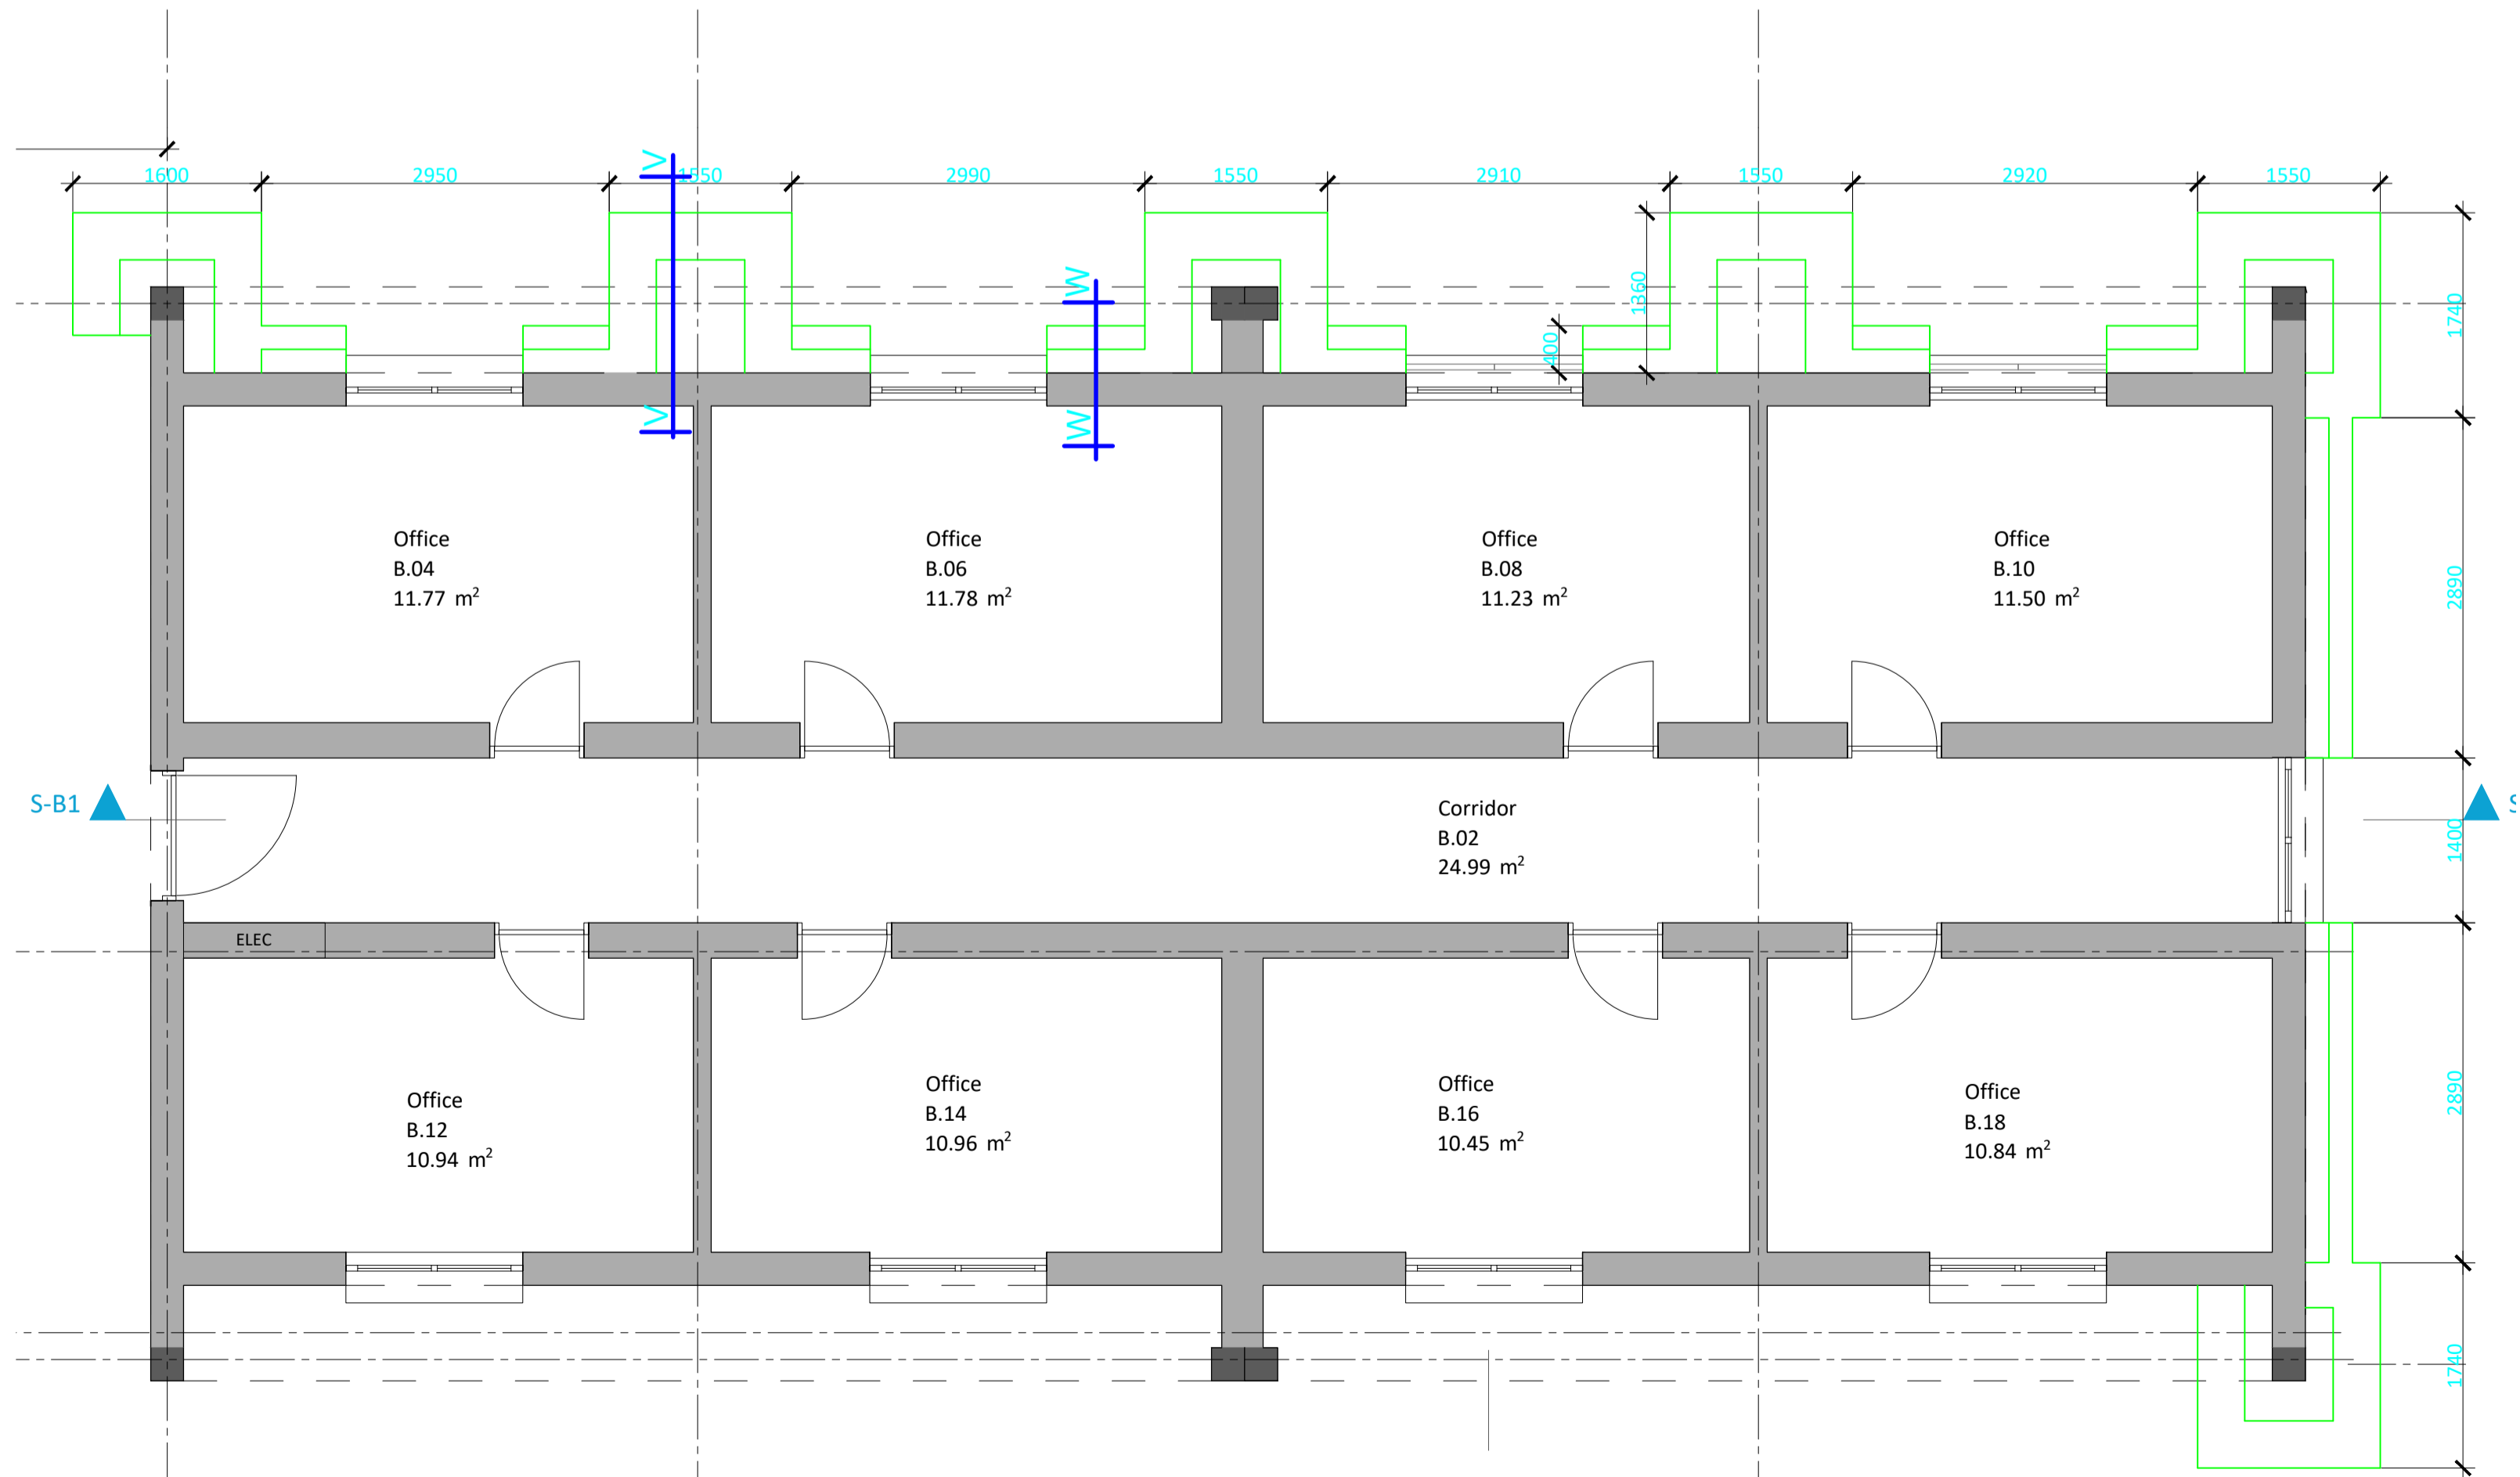 1600
2950
1550
2990
1550
2910
1550
2920
1550
V
V
W
W
1360
400
1740
2890
1400
2890
1740
Office
B.04
11.77 m²
Office
B.06
11.78 m²
Office
B.08
11.23 m²
Office
B.10
11.50 m²
S-B1
S
Corridor
B.02
24.99 m²
ELEC
Office
B.12
10.94 m²
Office
B.14
10.96 m²
Office
B.16
10.45 m²
Office
B.18
10.84 m²